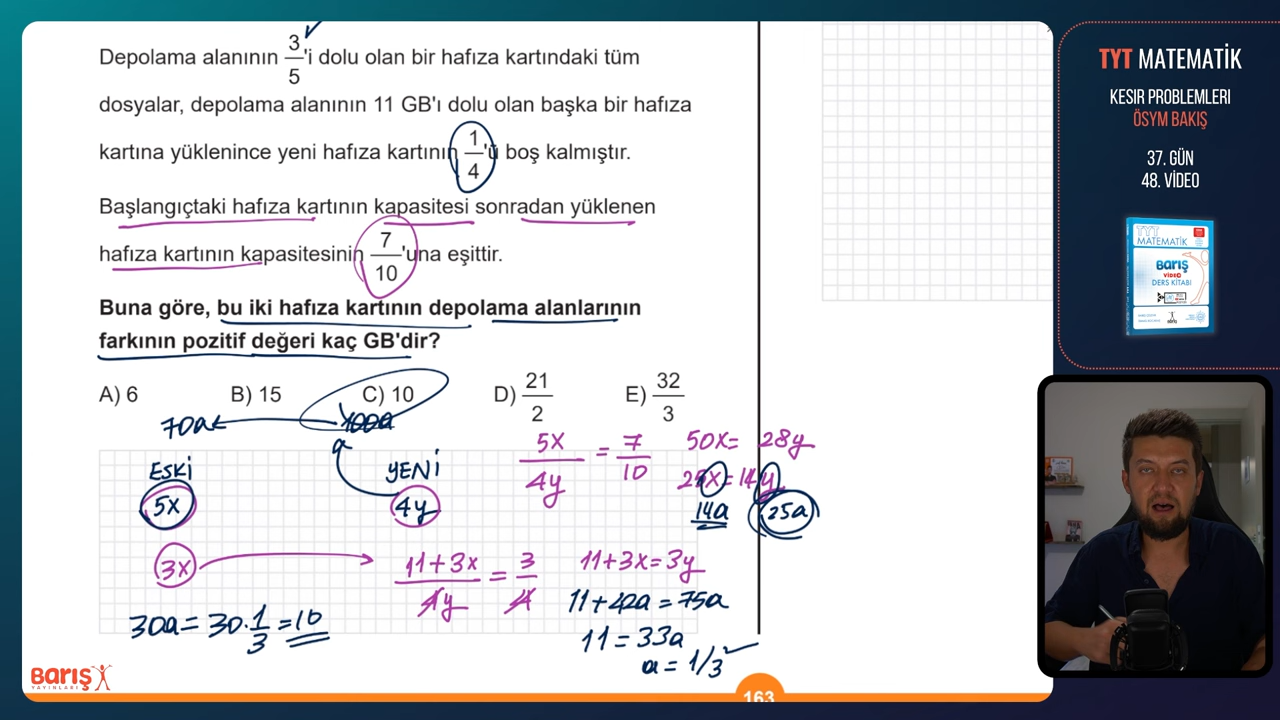 Depolama alanının 3/5'i dolu olan bir hafıza kartındaki tüm
dosyalar, depolama alanının 11 GB'ı dolu olan başka bir hafıza
kartına yüklenince yeni hafıza kartının 1/4'ü boş kalmıştır.
Başlangıçtaki hafıza kartının kapasitesi sonradan yüklenen
hafıza kartının kapasitesinin 7/10'una eşittir.
Buna göre, bu iki hafıza kartının depolama alanlarının
farkının pozitif değeri kaç GB'dir?
A) 6 B) 15 C) 10 D) 21/2 E) 32/3
70a 100a
ESKİ YENİ
5x 4y
3x
5x/4y = 7/10
50x = 28y
25x = 14y
14a 25a
11+3x/4y = 3/4
11+3x=3y
11+42a=75a
11=33a
a=1/3
30a=30.1/3=10
BARIŞ
YAYINLARI
163
TYT MATEMATİK
KESIR PROBLEMLERI
ÖSYM BAKIŞ
37. GÜN
48. VİDEO
TYT
MATEMATİK
BARIŞ
VİDEO
DERS KİTABI